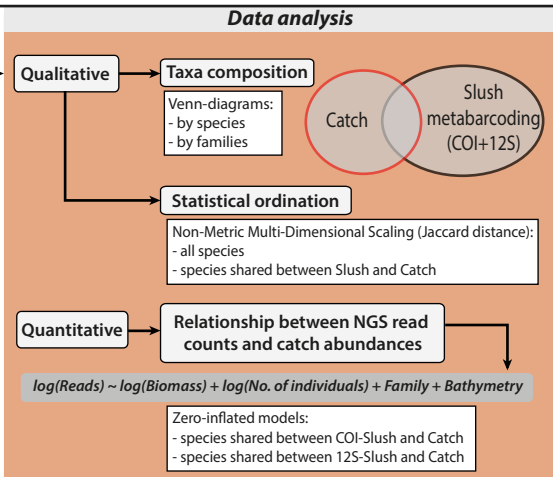 Data analysis
Qualitative
Taxa composition
Venn-diagrams:
- by species
- by families
Catch
Slush
metabarcoding
(COI+12S)
Statistical ordination
Non-Metric Multi-Dimensional Scaling (Jaccard distance):
- all species
- species shared between Slush and Catch
Quantitative
Relationship between NGS read
counts and catch abundances
log(Reads) ~ log(Biomass) + log(No. of individuals) + Family + Bathymetry
Zero-inflated models:
- species shared between COI-Slush and Catch
- species shared between 12S-Slush and Catch